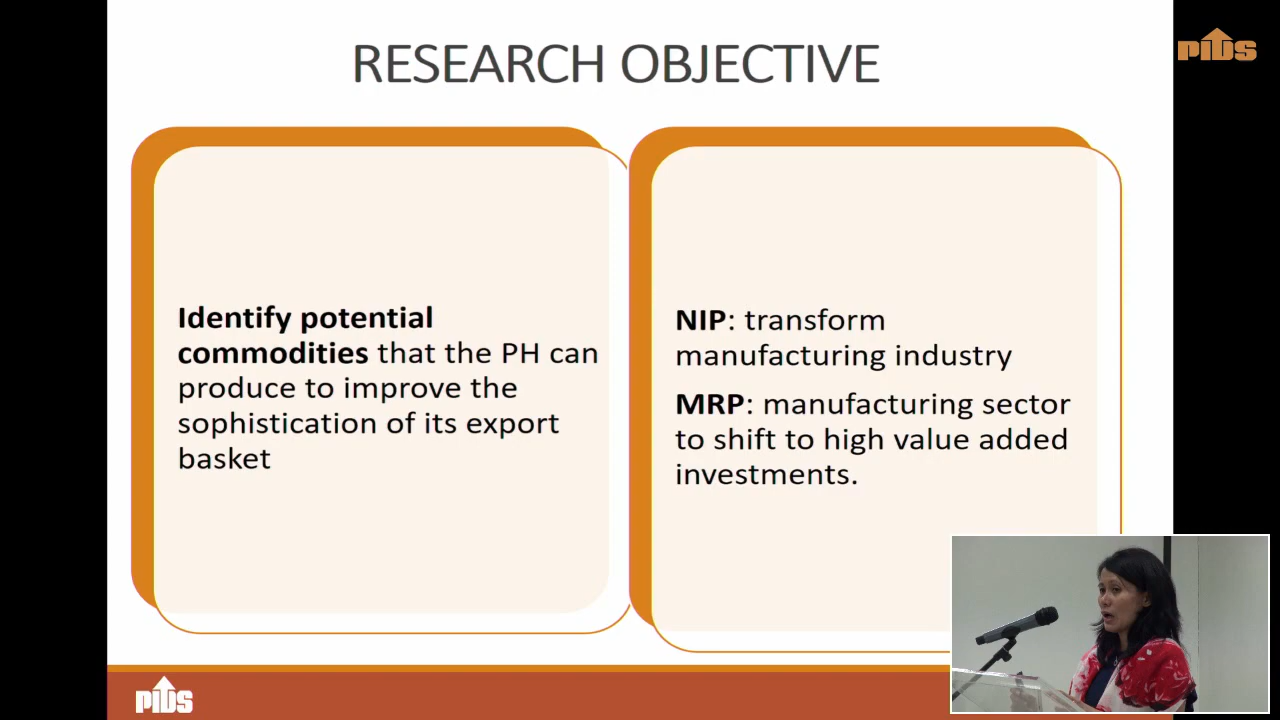 RESEARCH OBJECTIVE
pids
Identify potential
commodities that the PH can
produce to improve the
sophistication of its export
basket
NIP: transform
manufacturing industry
MRP: manufacturing sector
to shift to high value added
investments.
pids